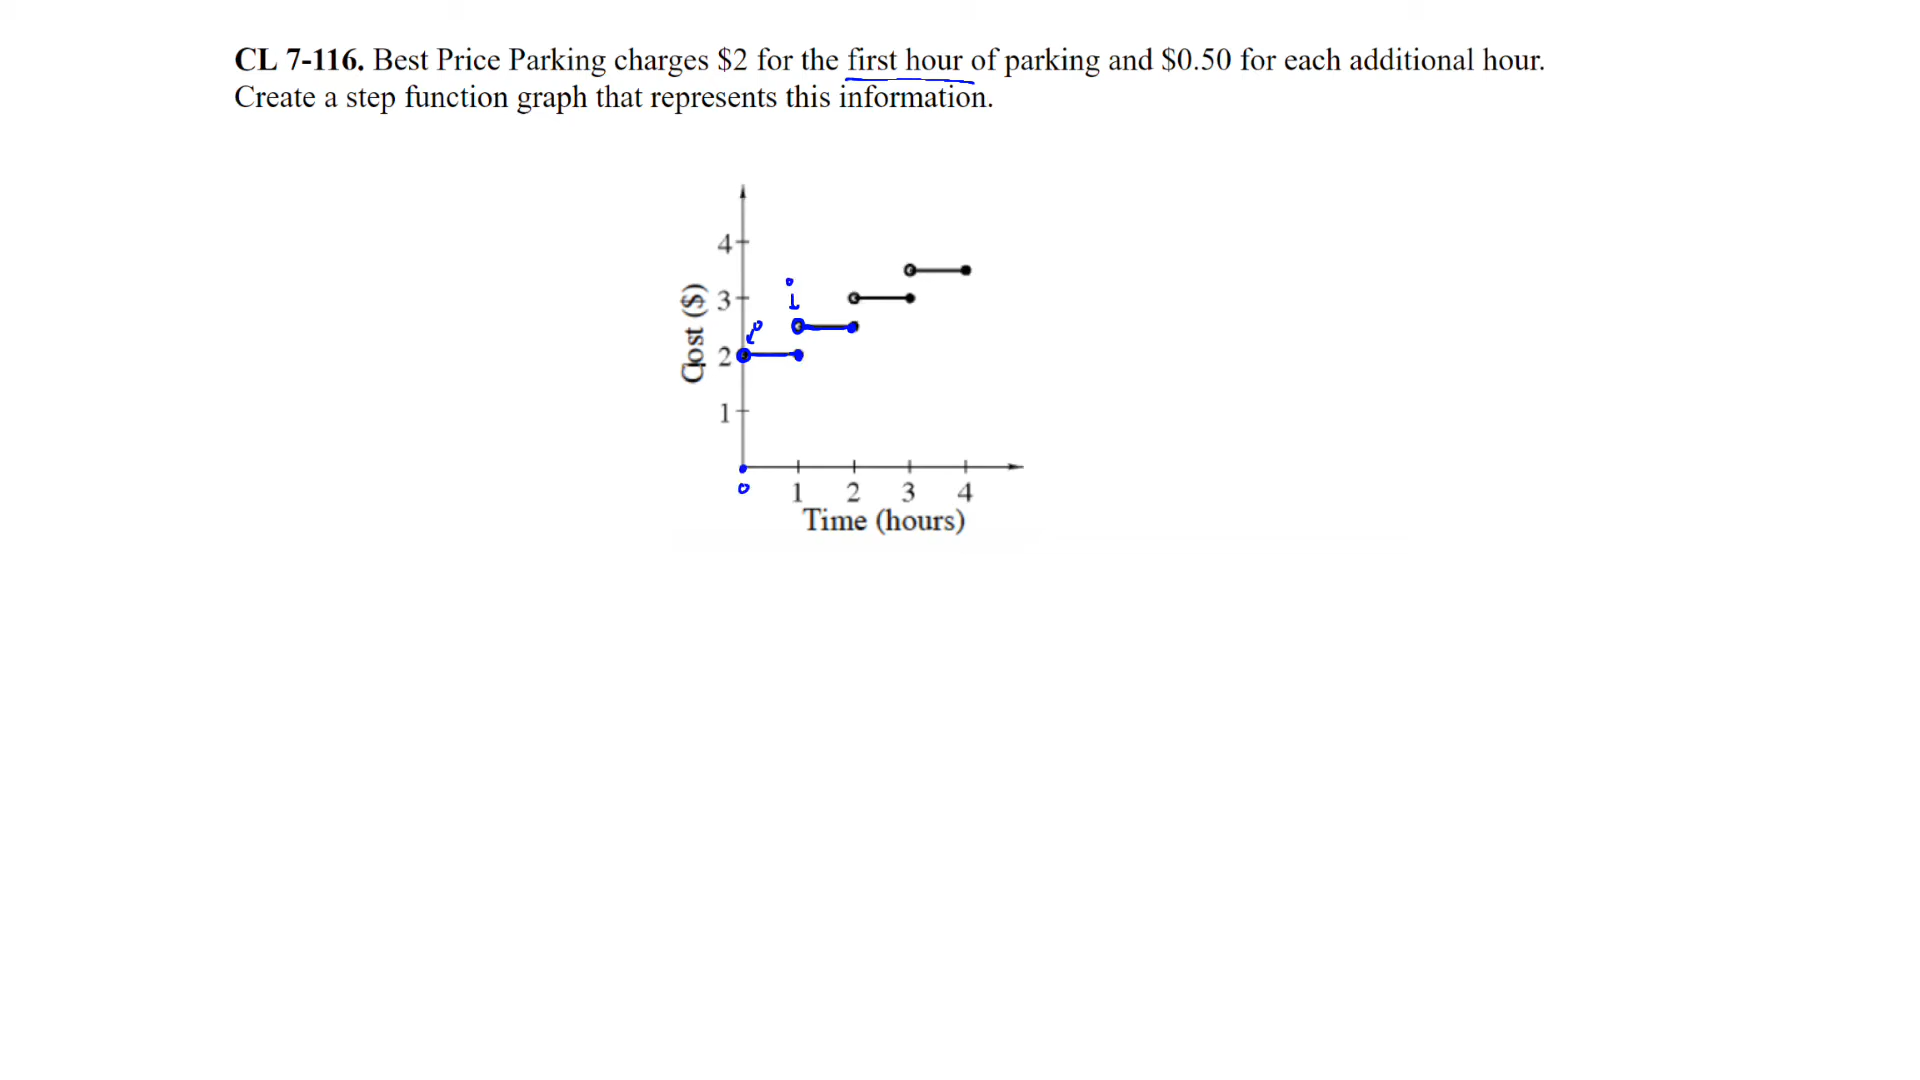 CL 7-116. Best Price Parking charges $2 for the first hour of parking and $0.50 for each additional hour.
Create a step function graph that represents this information.
4
3
2
1
Cost ($)
0 1 2 3 4
Time (hours)